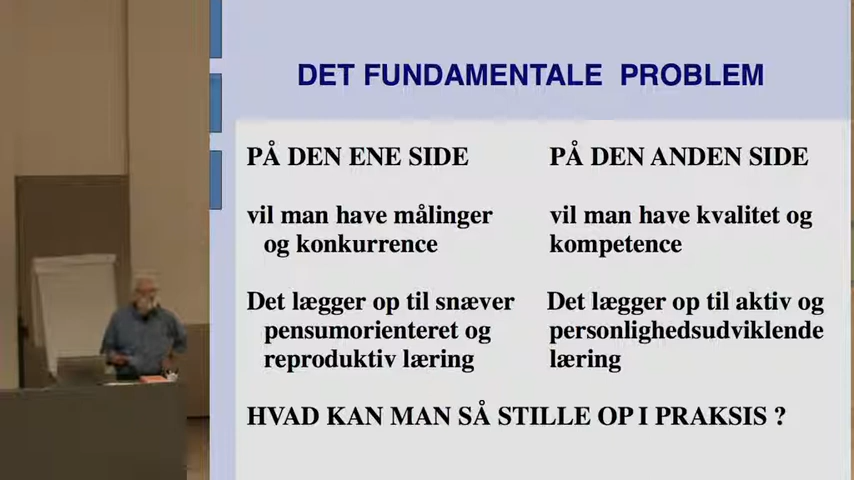 DET FUNDAMENTALE PROBLEM
PÅ DEN ENE SIDE
vil man have målinger
og konkurrence
Det lægger op til snæver
pensumorienteret og
reproduktiv læring
PÅ DEN ANDEN SIDE
vil man have kvalitet og
kompetence
Det lægger op til aktiv og
personlighedsudviklende
læring
HVAD KAN MAN SÅ STILLE OP I PRAKSIS ?